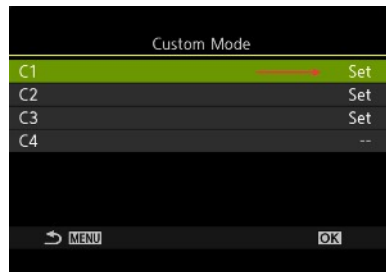 Custom Mode
C1 Set
C2 Set
C3 Set
C4 --
MENU OK